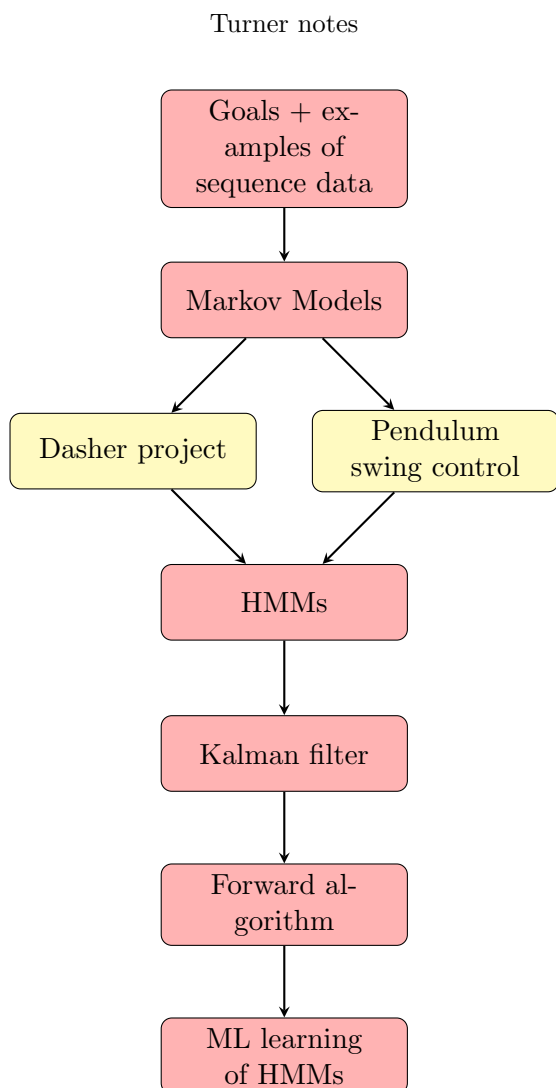 Turner notes
Goals + ex-
amples of
sequence data
Markov Models
Dasher project
Pendulum
swing control
HMMs
Kalman filter
Forward al-
gorithm
ML learning
of HMMs